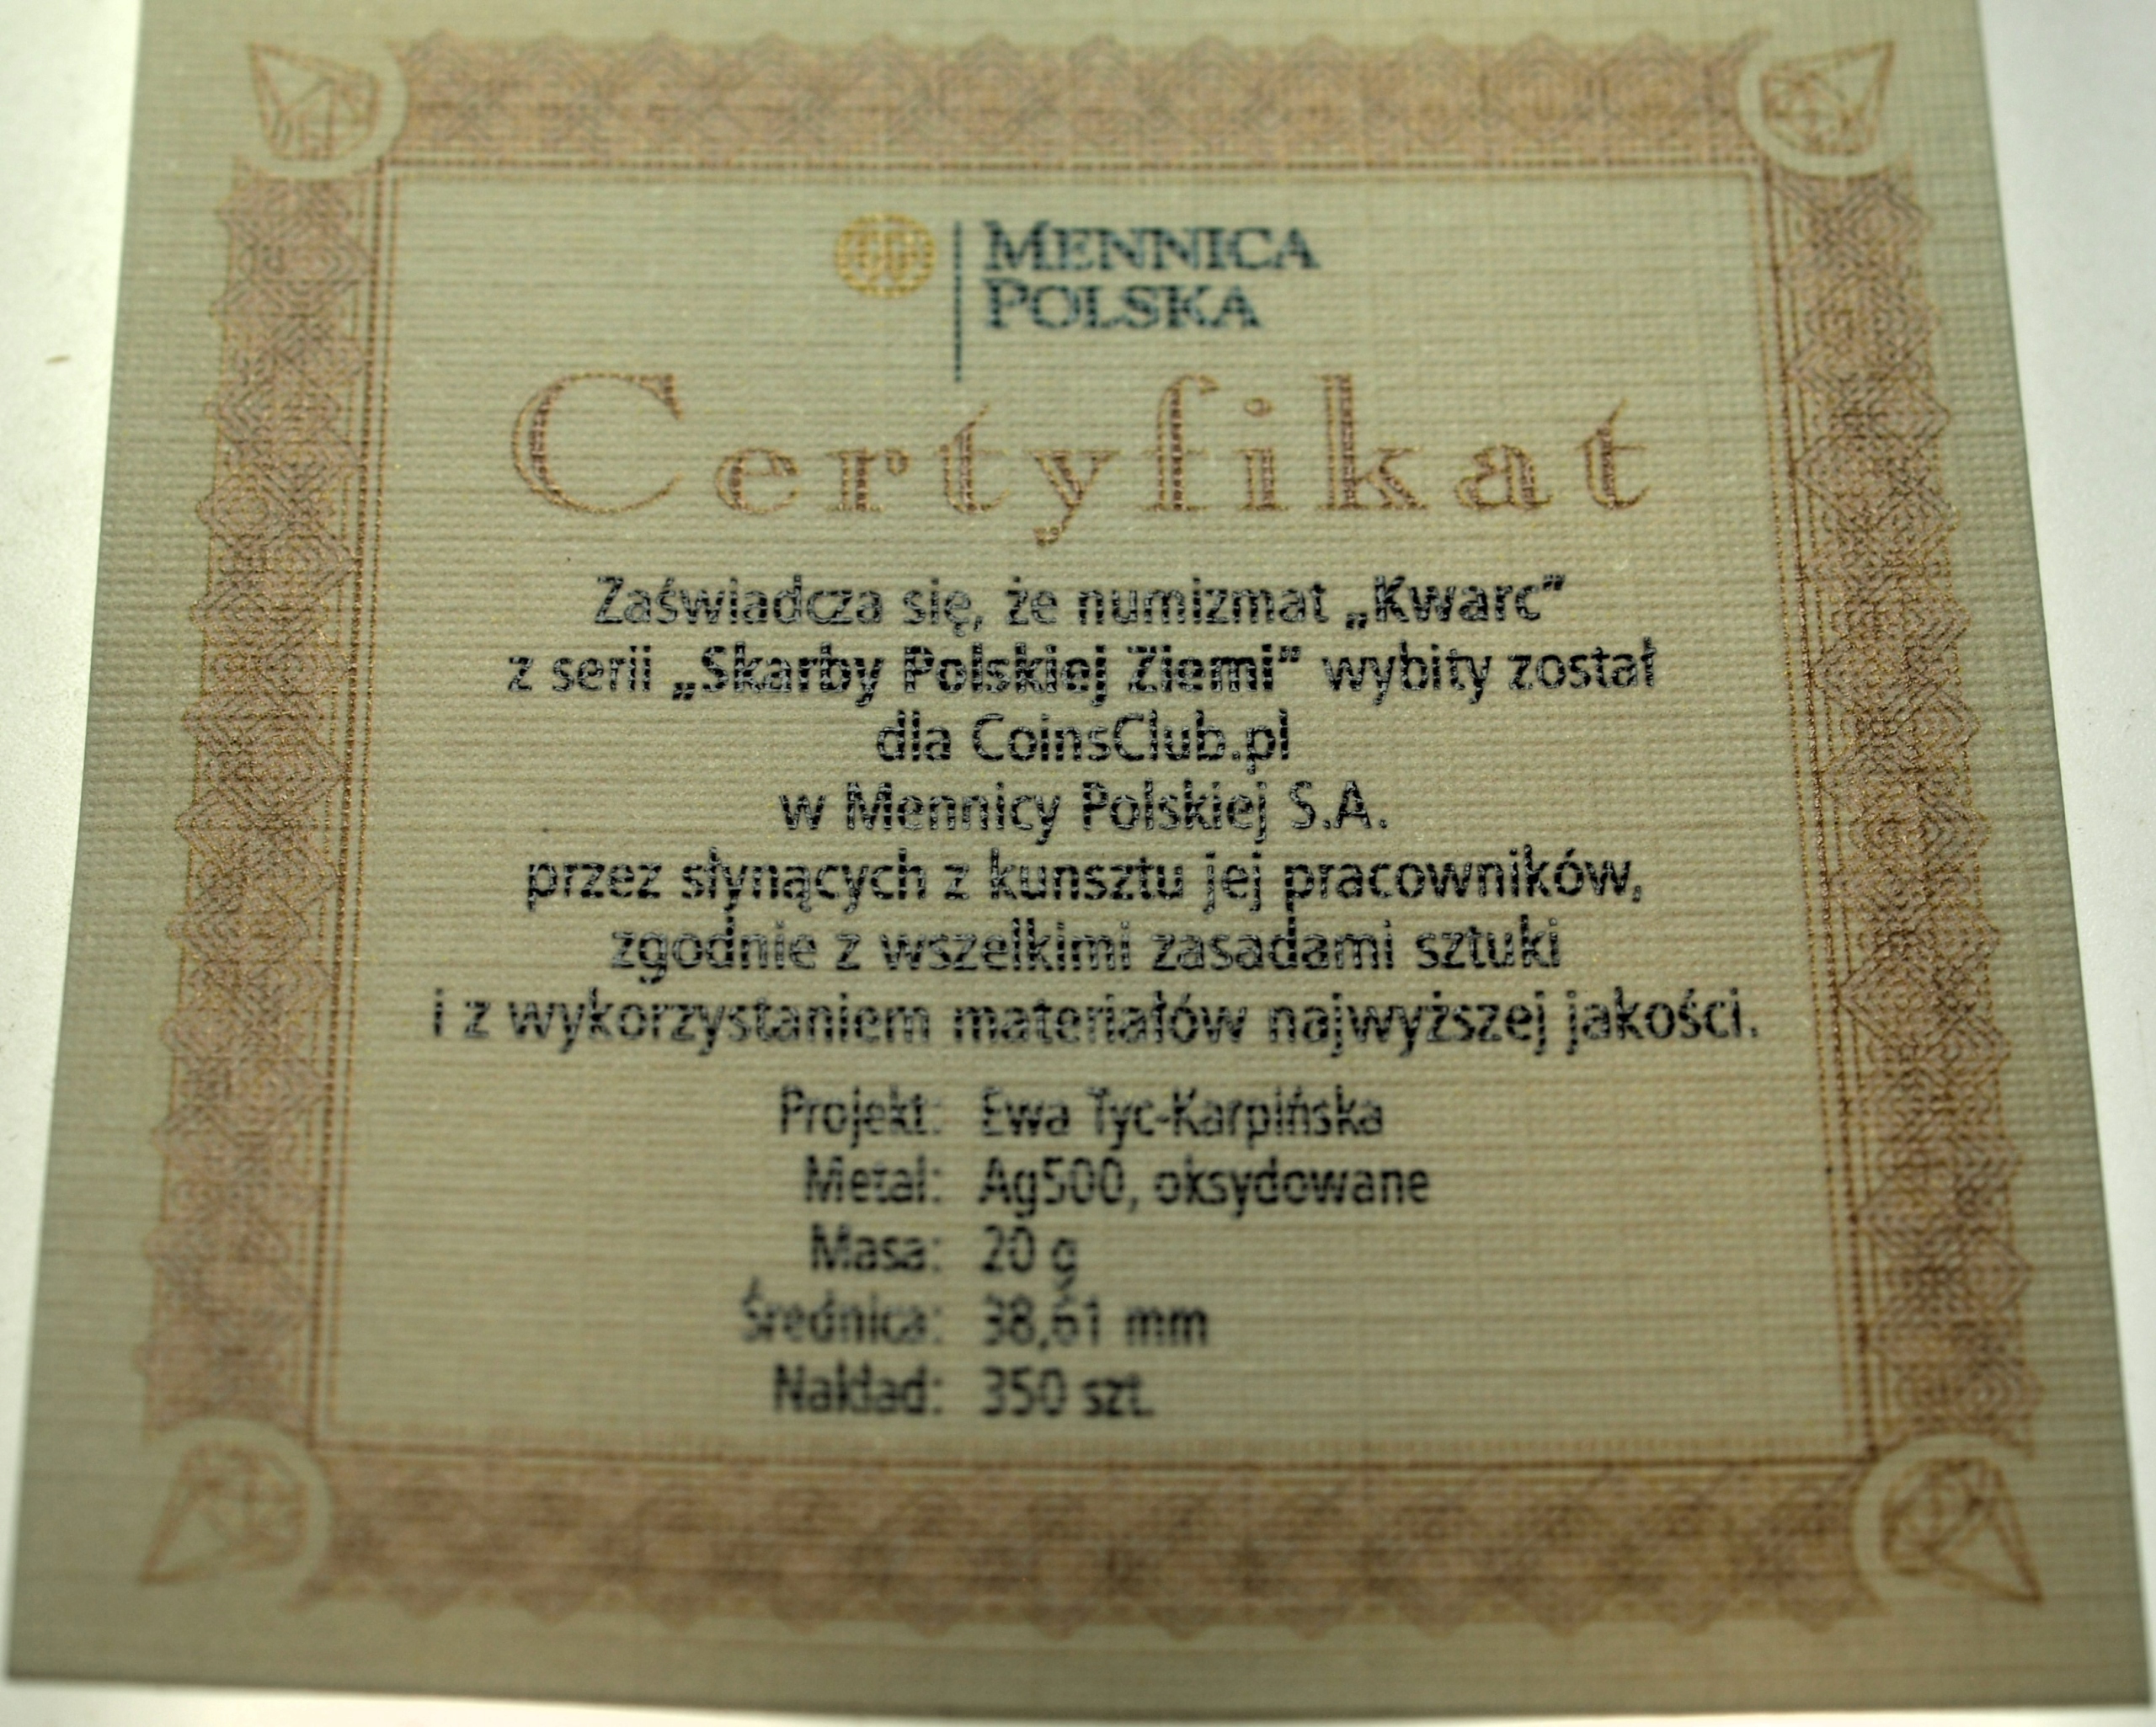 MENNICA
POLSKA
Certyfikat
Zaświadcza się, że numizmat „Kwarc”
z serii „Skarby Polskiej Ziemi” wybity został
dla CoinsClub.pl
w Mennicy Polskiej S.A.
przez słynących z kunsztu jej pracowników,
zgodnie z wszelkimi zasadami sztuki
i z wykorzystaniem materiałów najwyższej jakości.
Projekt: Ewa Tyc-Karpińska
Metal: Ag500, oksydowane
Masa: 20 g
Średnica: 38,61 mm
Nakład: 350 szt.